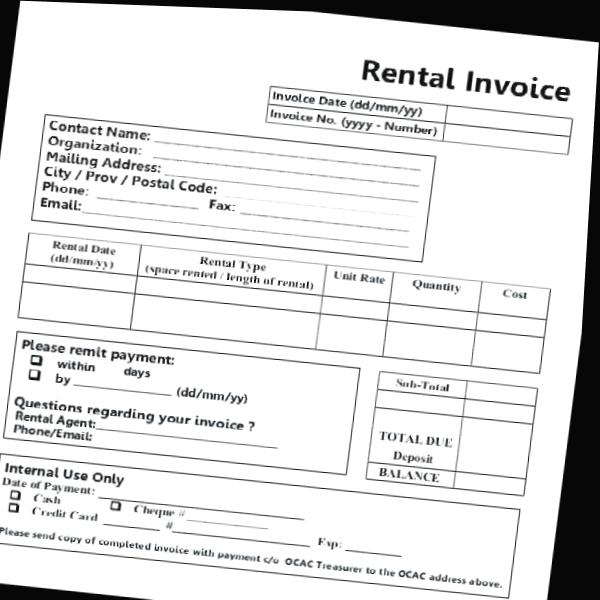 Rental Invoice
Invoice Date (dd/mm/yy)
Invoice No. (yyyy - Number)
Contact Name:
Organization:
Mailing Address:
City / Prov / Postal Code:
Phone: Fax:
Email:
Rental Date (dd/mm/yy) Rental Type (space rented / length of rental) Unit Rate Quantity Cost
Please remit payment:
within days
by (dd/mm/yy)
Questions regarding your invoice ?
Rental Agent:
Phone/Email:
Sub-Total
TOTAL DUE
Deposit
BALANCE
Internal Use Only
Date of Payment:
Cash Cheque #
Credit Card # Exp:
Please send copy of completed invoice with payment c/o OCAC Treasurer to the OCAC address above.